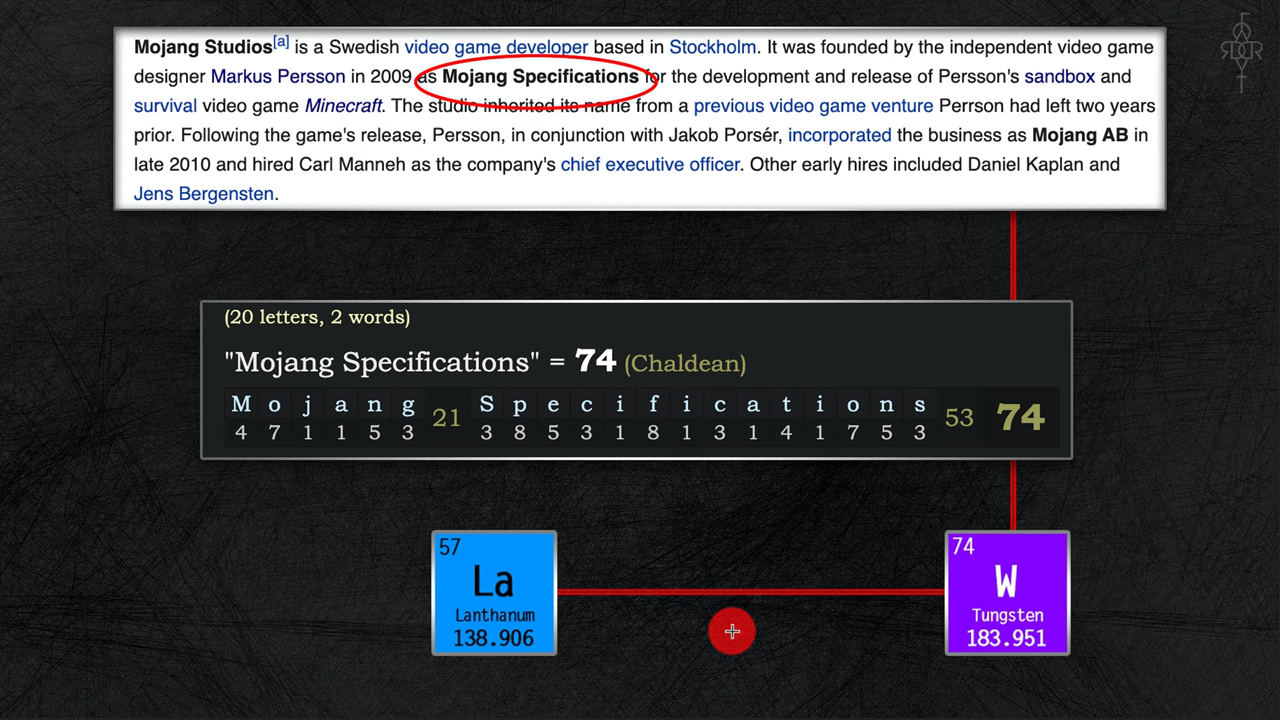 Mojang Studios[a] is a Swedish video game developer based in Stockholm. It was founded by the independent video game
designer Markus Persson in 2009 as Mojang Specifications for the development and release of Persson's sandbox and
survival video game Minecraft. The studio inherited its name from a previous video game venture Perrson had left two years
prior. Following the game's release, Persson, in conjunction with Jakob Porsér, incorporated the business as Mojang AB in
late 2010 and hired Carl Manneh as the company's chief executive officer. Other early hires included Daniel Kaplan and
Jens Bergensten.
(20 letters, 2 words)
"Mojang Specifications" = 74 (Chaldean)
M o j a n g 21 S p e c i f i c a t i o n s 53 74
4 7 1 1 5 3 3 8 5 3 1 8 1 3 1 4 1 7 5 3
57
La
Lanthanum
138.906
74
W
Tungsten
183.951